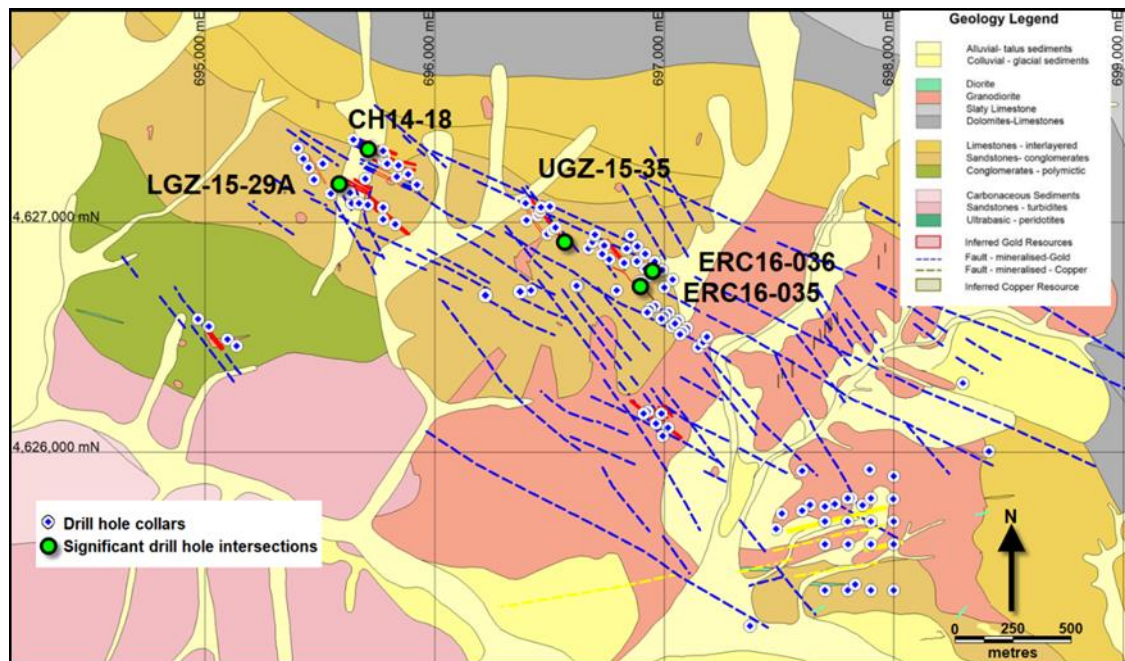 695,000 mE
696,000 mE
697,000 mE
698,000 mE
699,000 mE
Geology Legend
Alluvial- talus sediments
Colluvial - glacial sediments
Diorite
Granodiorite
Slaty Limestone
Dolomites-Limestones
Limestones - interlayered
Sandstones- conglomerates
Conglomerates - polymictic
Carbonaceous Sediments
Sandstones - turbidites
Ultrabasic - peridotites
Inferred Gold Resources
Fault - mineralised-Gold
Fault - mineralised - Copper
Inferred Copper Resource
CH14-18
LGZ-15-29A
UGZ-15-35
4,627,000 mN
ERC16-036
ERC16-035
4,626,000 mN
Drill hole collars
Significant drill hole intersections
N
0 250 500
metres